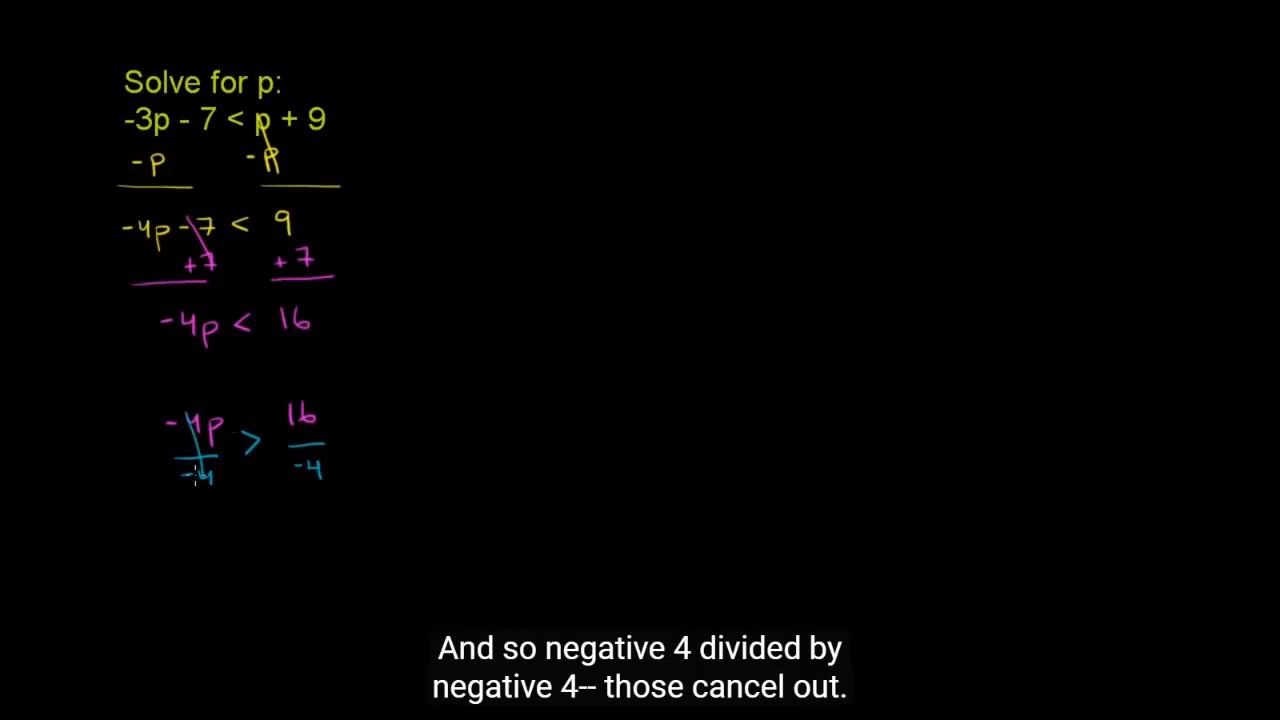 Solve for p:
-3p - 7 < p + 9
-p -p
-4p -7 < 9
+7 +7
-4p < 16
-4p > 16
-4 -4
And so negative 4 divided by
negative 4-- those cancel out.